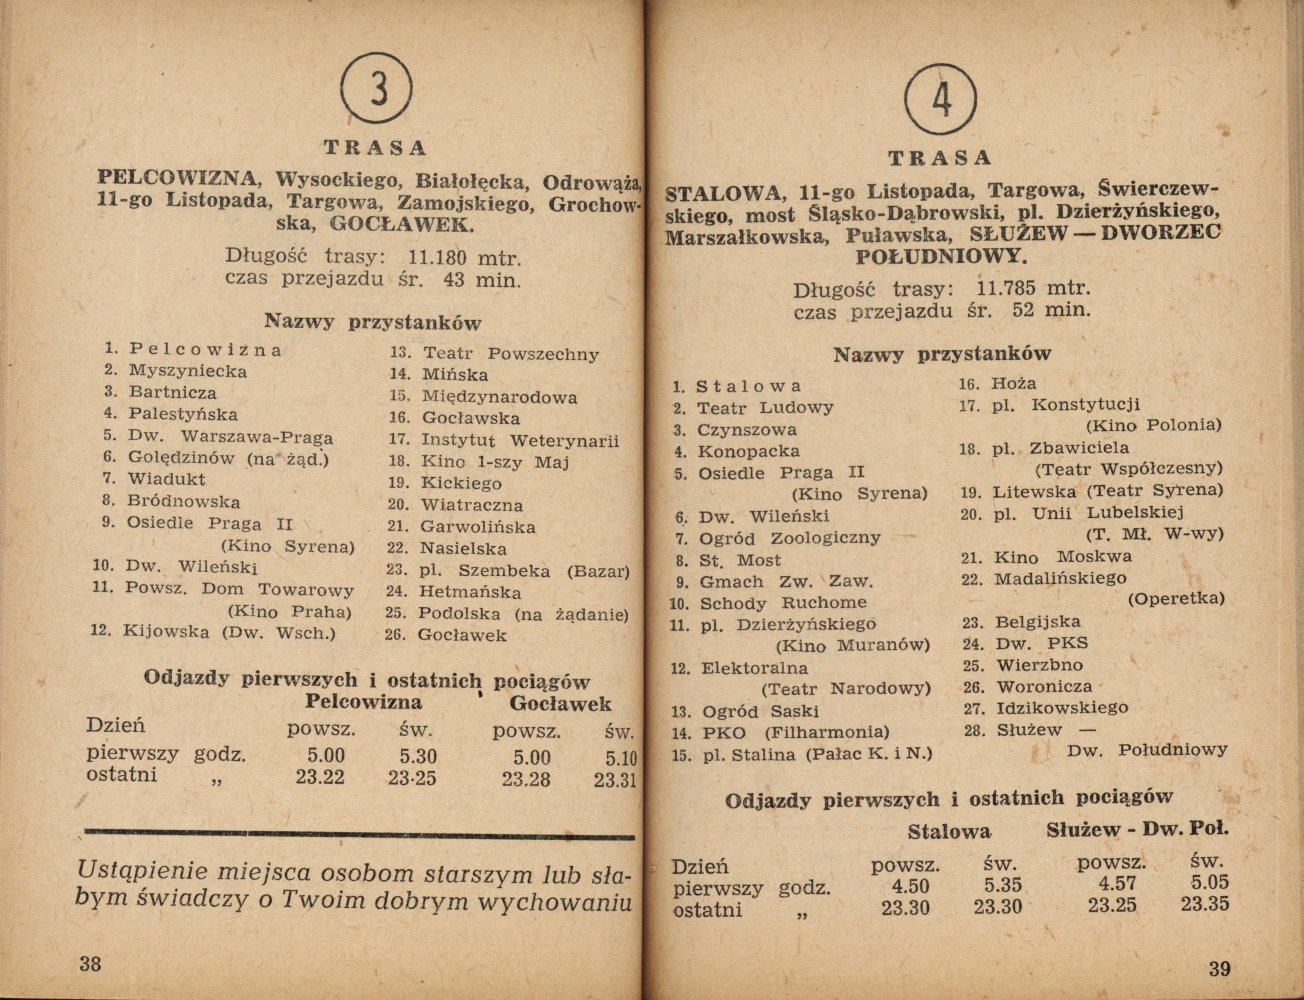 3
TRASA
PELCOWIZNA, Wysockiego, Białołęcka, Odrowąża,
11-go Listopada, Targowa, Zamojskiego, Grochow-
ska, GOCŁAWEK.
Długość trasy: 11.180 mtr.
czas przejazdu śr. 43 min.
Nazwy przystanków
1. Pelcowizna
2. Myszyniecka
3. Bartnicza
4. Palestyńska
5. Dw. Warszawa-Praga
6. Golędzinów (na żąd.)
7. Wiadukt
8. Bródnowska
9. Osiedle Praga II
(Kino Syrena)
10. Dw. Wileński
11. Powsz. Dom Towarowy
(Kino Praha)
12. Kijowska (Dw. Wsch.)
13. Teatr Powszechny
14. Mińska
15. Międzynarodowa
16. Gocławska
17. Instytut Weterynarii
18. Kino 1-szy Maj
19. Kickiego
20. Wiatraczna
21. Garwolińska
22. Nasielska
23. pl. Szembeka (Bazar)
24. Hetmańska
25. Podolska (na żądanie)
26. Gocławek
Odjazdy pierwszych i ostatnich pociągów
Pelcowizna Gocławek
Dzień powsz. św. powsz. św.
pierwszy godz. 5.00 5.30 5.00 5.10
ostatni „ 23.22 23-25 23.28 23.31
Ustąpienie miejsca osobom starszym lub sła-
bym świadczy o Twoim dobrym wychowaniu
38
4
TRASA
STALOWA, 11-go Listopada, Targowa, Świerczew-
skiego, most Śląsko-Dąbrowski, pl. Dzierżyńskiego,
Marszałkowska, Puławska, SŁUŻEW — DWORZEC
POŁUDNIOWY.
Długość trasy: 11.785 mtr.
czas przejazdu śr. 52 min.
Nazwy przystanków
1. Stalowa
2. Teatr Ludowy
3. Czynszowa
4. Konopacka
5. Osiedle Praga II
(Kino Syrena)
6. Dw. Wileński
7. Ogród Zoologiczny
8. St. Most
9. Gmach Zw. Zaw.
10. Schody Ruchome
11. pl. Dzierżyńskiego
(Kino Muranów)
12. Elektoralna
(Teatr Narodowy)
13. Ogród Saski
14. PKO (Filharmonia)
15. pl. Stalina (Pałac K. i N.)
16. Hoża
17. pl. Konstytucji
(Kino Polonia)
18. pl. Zbawiciela
(Teatr Współczesny)
19. Litewska (Teatr Syrena)
20. pl. Unii Lubelskiej
(T. Mł. W-wy)
21. Kino Moskwa
22. Madalińskiego
(Operetka)
23. Belgijska
24. Dw. PKS
25. Wierzbno
26. Woronicza
27. Idzikowskiego
28. Służew —
Dw. Południowy
Odjazdy pierwszych i ostatnich pociągów
Stalowa Służew - Dw. Poł.
Dzień powsz. św. powsz. św.
pierwszy godz. 4.50 5.35 4.57 5.05
ostatni „ 23.30 23.30 23.25 23.35
39